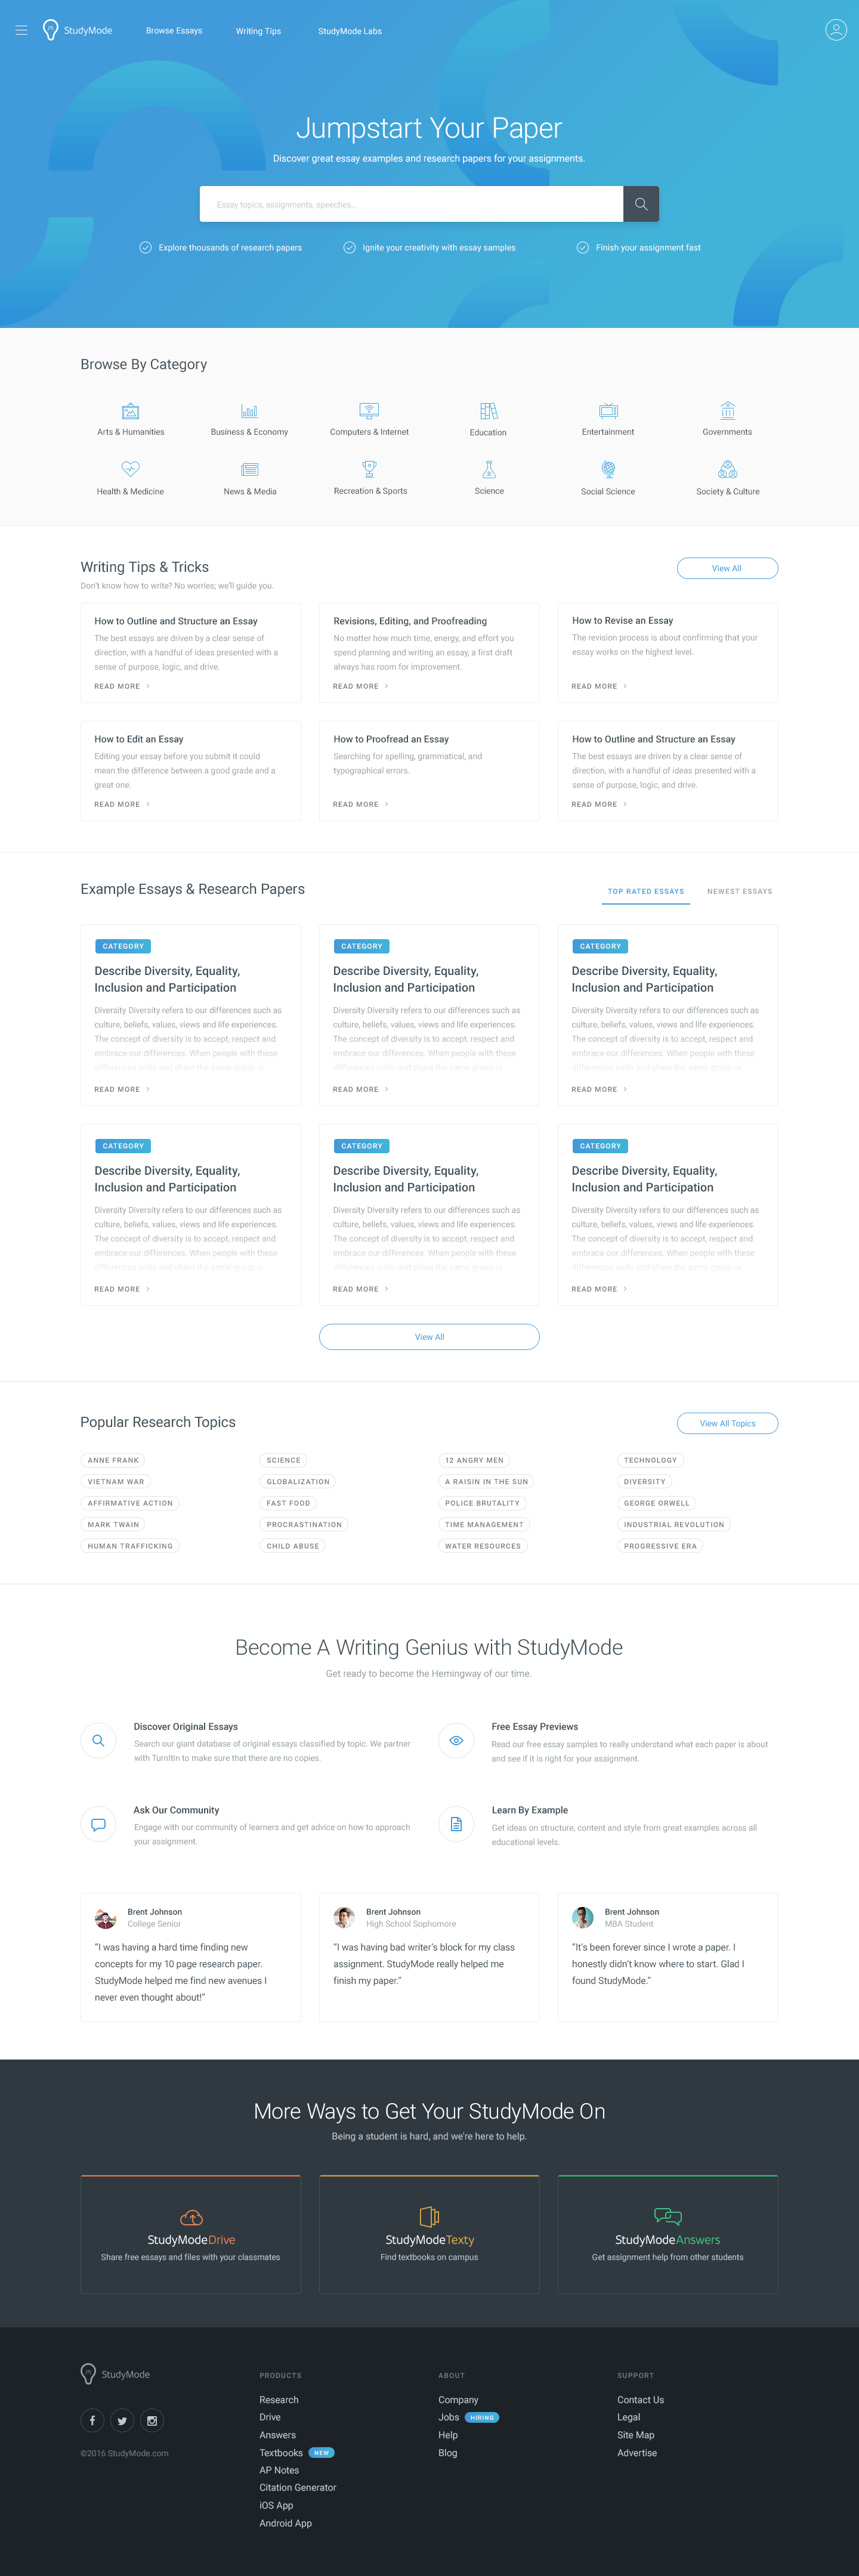 StudyMode
Browse Essays
Writing Tips
StudyMode Labs
Jumpstart Your Paper
Discover great essay examples and research papers for your assignments.
Essay topics, assignments, speeches...
Explore thousands of research papers
Ignite your creativity with essay samples
Finish your assignment fast
Browse By Category
Arts & Humanities
Business & Economy
Computers & Internet
Education
Entertainment
Governments
Health & Medicine
News & Media
Recreation & Sports
Science
Social Science
Society & Culture
Writing Tips & Tricks
View All
Don't know how to write? No worries; we'll guide you.
How to Outline and Structure an Essay
The best essays are driven by a clear sense of
direction, with a handful of ideas presented with a
sense of purpose, logic, and drive.
READ MORE
Revisions, Editing, and Proofreading
No matter how much time, energy, and effort you
spend planning and writing an essay, a first draft
always has room for improvement.
READ MORE
How to Revise an Essay
The revision process is about confirming that your
essay works on the highest level.
READ MORE
How to Edit an Essay
Editing your essay before you submit it could
mean the difference between a good grade and a
great one.
READ MORE
How to Proofread an Essay
Searching for spelling, grammatical, and
typographical errors.
READ MORE
How to Outline and Structure an Essay
The best essays are driven by a clear sense of
direction, with a handful of ideas presented with a
sense of purpose, logic, and drive.
READ MORE
Example Essays & Research Papers
TOP RATED ESSAYS
NEWEST ESSAYS
CATEGORY
Describe Diversity, Equality,
Inclusion and Participation
Diversity Diversity refers to our differences such as
culture, beliefs, values, views and life experiences.
The concept of diversity is to accept, respect and
embrace our differences. When people with these
differences unite and share the same group or
READ MORE
CATEGORY
Describe Diversity, Equality,
Inclusion and Participation
Diversity Diversity refers to our differences such as
culture, beliefs, values, views and life experiences.
The concept of diversity is to accept, respect and
embrace our differences. When people with these
differences unite and share the same group or
READ MORE
CATEGORY
Describe Diversity, Equality,
Inclusion and Participation
Diversity Diversity refers to our differences such as
culture, beliefs, values, views and life experiences.
The concept of diversity is to accept, respect and
embrace our differences. When people with these
differences unite and share the same group or
READ MORE
CATEGORY
Describe Diversity, Equality,
Inclusion and Participation
Diversity Diversity refers to our differences such as
culture, beliefs, values, views and life experiences.
The concept of diversity is to accept, respect and
embrace our differences. When people with these
differences unite and share the same group or
READ MORE
CATEGORY
Describe Diversity, Equality,
Inclusion and Participation
Diversity Diversity refers to our differences such as
culture, beliefs, values, views and life experiences.
The concept of diversity is to accept, respect and
embrace our differences. When people with these
differences unite and share the same group or
READ MORE
CATEGORY
Describe Diversity, Equality,
Inclusion and Participation
Diversity Diversity refers to our differences such as
culture, beliefs, values, views and life experiences.
The concept of diversity is to accept, respect and
embrace our differences. When people with these
differences unite and share the same group or
READ MORE
View All
Popular Research Topics
View All Topics
ANNE FRANK
SCIENCE
12 ANGRY MEN
TECHNOLOGY
VIETNAM WAR
GLOBALIZATION
A RAISIN IN THE SUN
DIVERSITY
AFFIRMATIVE ACTION
FAST FOOD
POLICE BRUTALITY
GEORGE ORWELL
MARK TWAIN
PROCRASTINATION
TIME MANAGEMENT
INDUSTRIAL REVOLUTION
HUMAN TRAFFICKING
CHILD ABUSE
WATER RESOURCES
PROGRESSIVE ERA
Become A Writing Genius with StudyMode
Get ready to become the Hemingway of our time.
Discover Original Essays
Search our giant database of original essays classified by topic. We partner
with TurnItIn to make sure that there are no copies.
Free Essay Previews
Read our free essay samples to really understand what each paper is about
and see if it is right for your assignment.
Ask Our Community
Engage with our community of learners and get advice on how to approach
your assignment.
Learn By Example
Get ideas on structure, content and style from great examples across all
educational levels.
Brent Johnson
College Senior
“I was having a hard time finding new
concepts for my 10 page research paper.
StudyMode helped me find new avenues I
never even thought about!”
Brent Johnson
High School Sophomore
“I was having bad writer's block for my class
assignment. StudyMode really helped me
finish my paper.”
Brent Johnson
MBA Student
“It's been forever since I wrote a paper. I
honestly didn't know where to start. Glad I
found StudyMode.”
More Ways to Get Your StudyMode On
Being a student is hard, and we're here to help.
StudyModeDrive
Share free essays and files with your classmates
StudyModeTexty
Find textbooks on campus
StudyModeAnswers
Get assignment help from other students
StudyMode
©2016 StudyMode.com
PRODUCTS
Research
Drive
Answers
Textbooks NEW
AP Notes
Citation Generator
iOS App
Android App
ABOUT
Company
Jobs HIRING
Help
Blog
SUPPORT
Contact Us
Legal
Site Map
Advertise